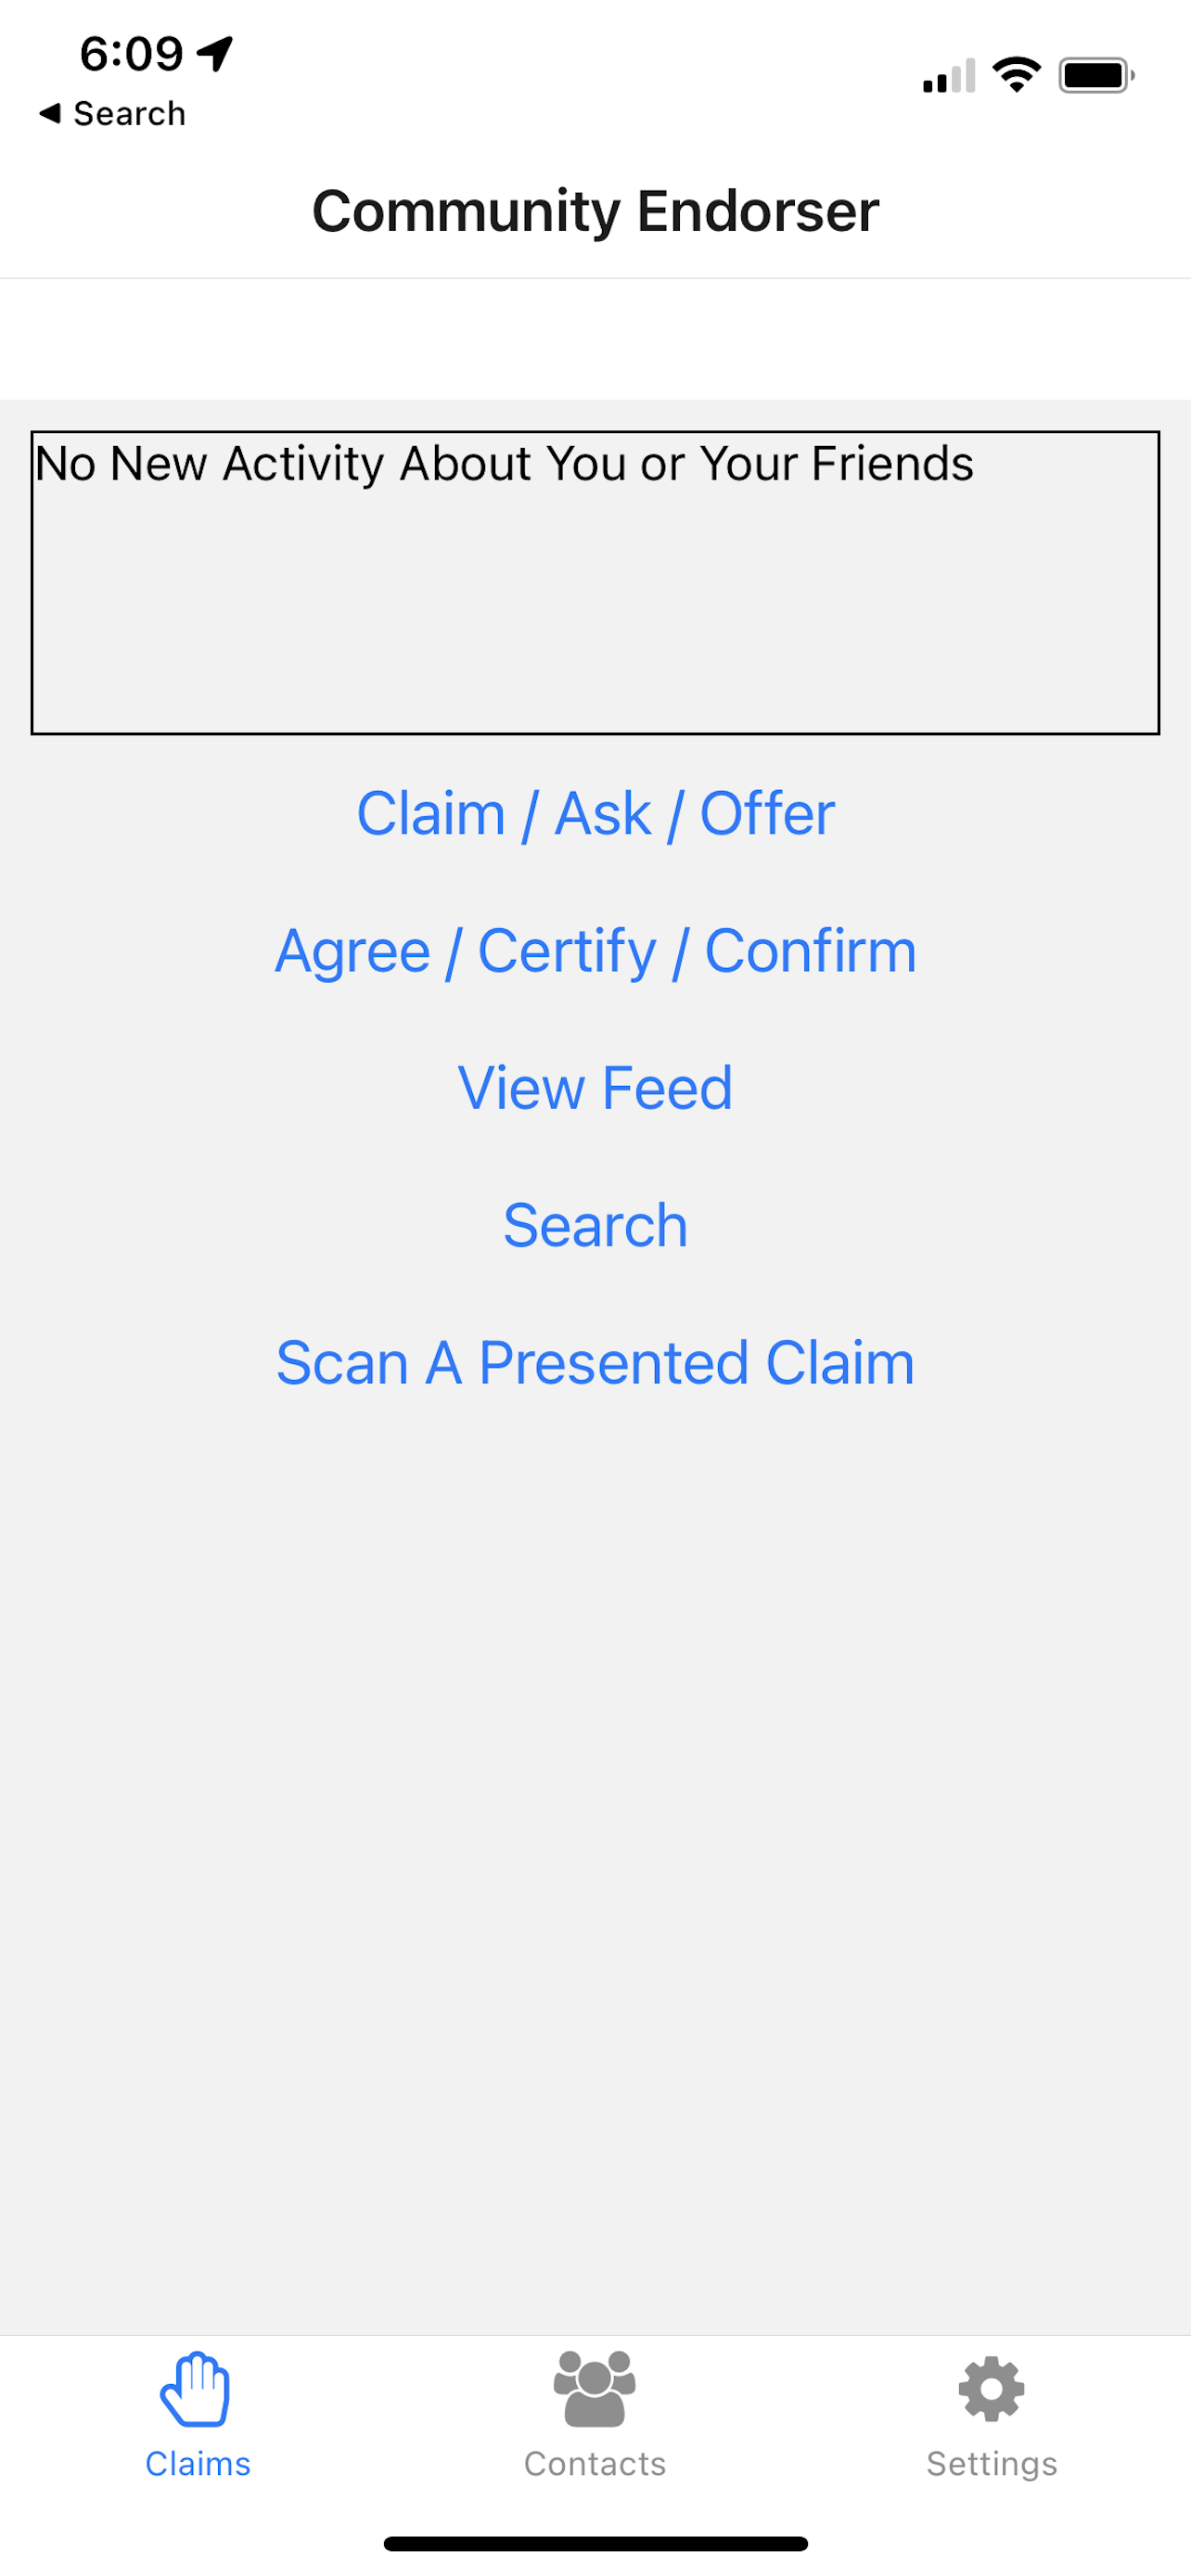 6:09
Search
Community Endorser
No New Activity About You or Your Friends
Claim / Ask / Offer
Agree / Certify / Confirm
View Feed
Search
Scan A Presented Claim
Claims
Contacts
Settings